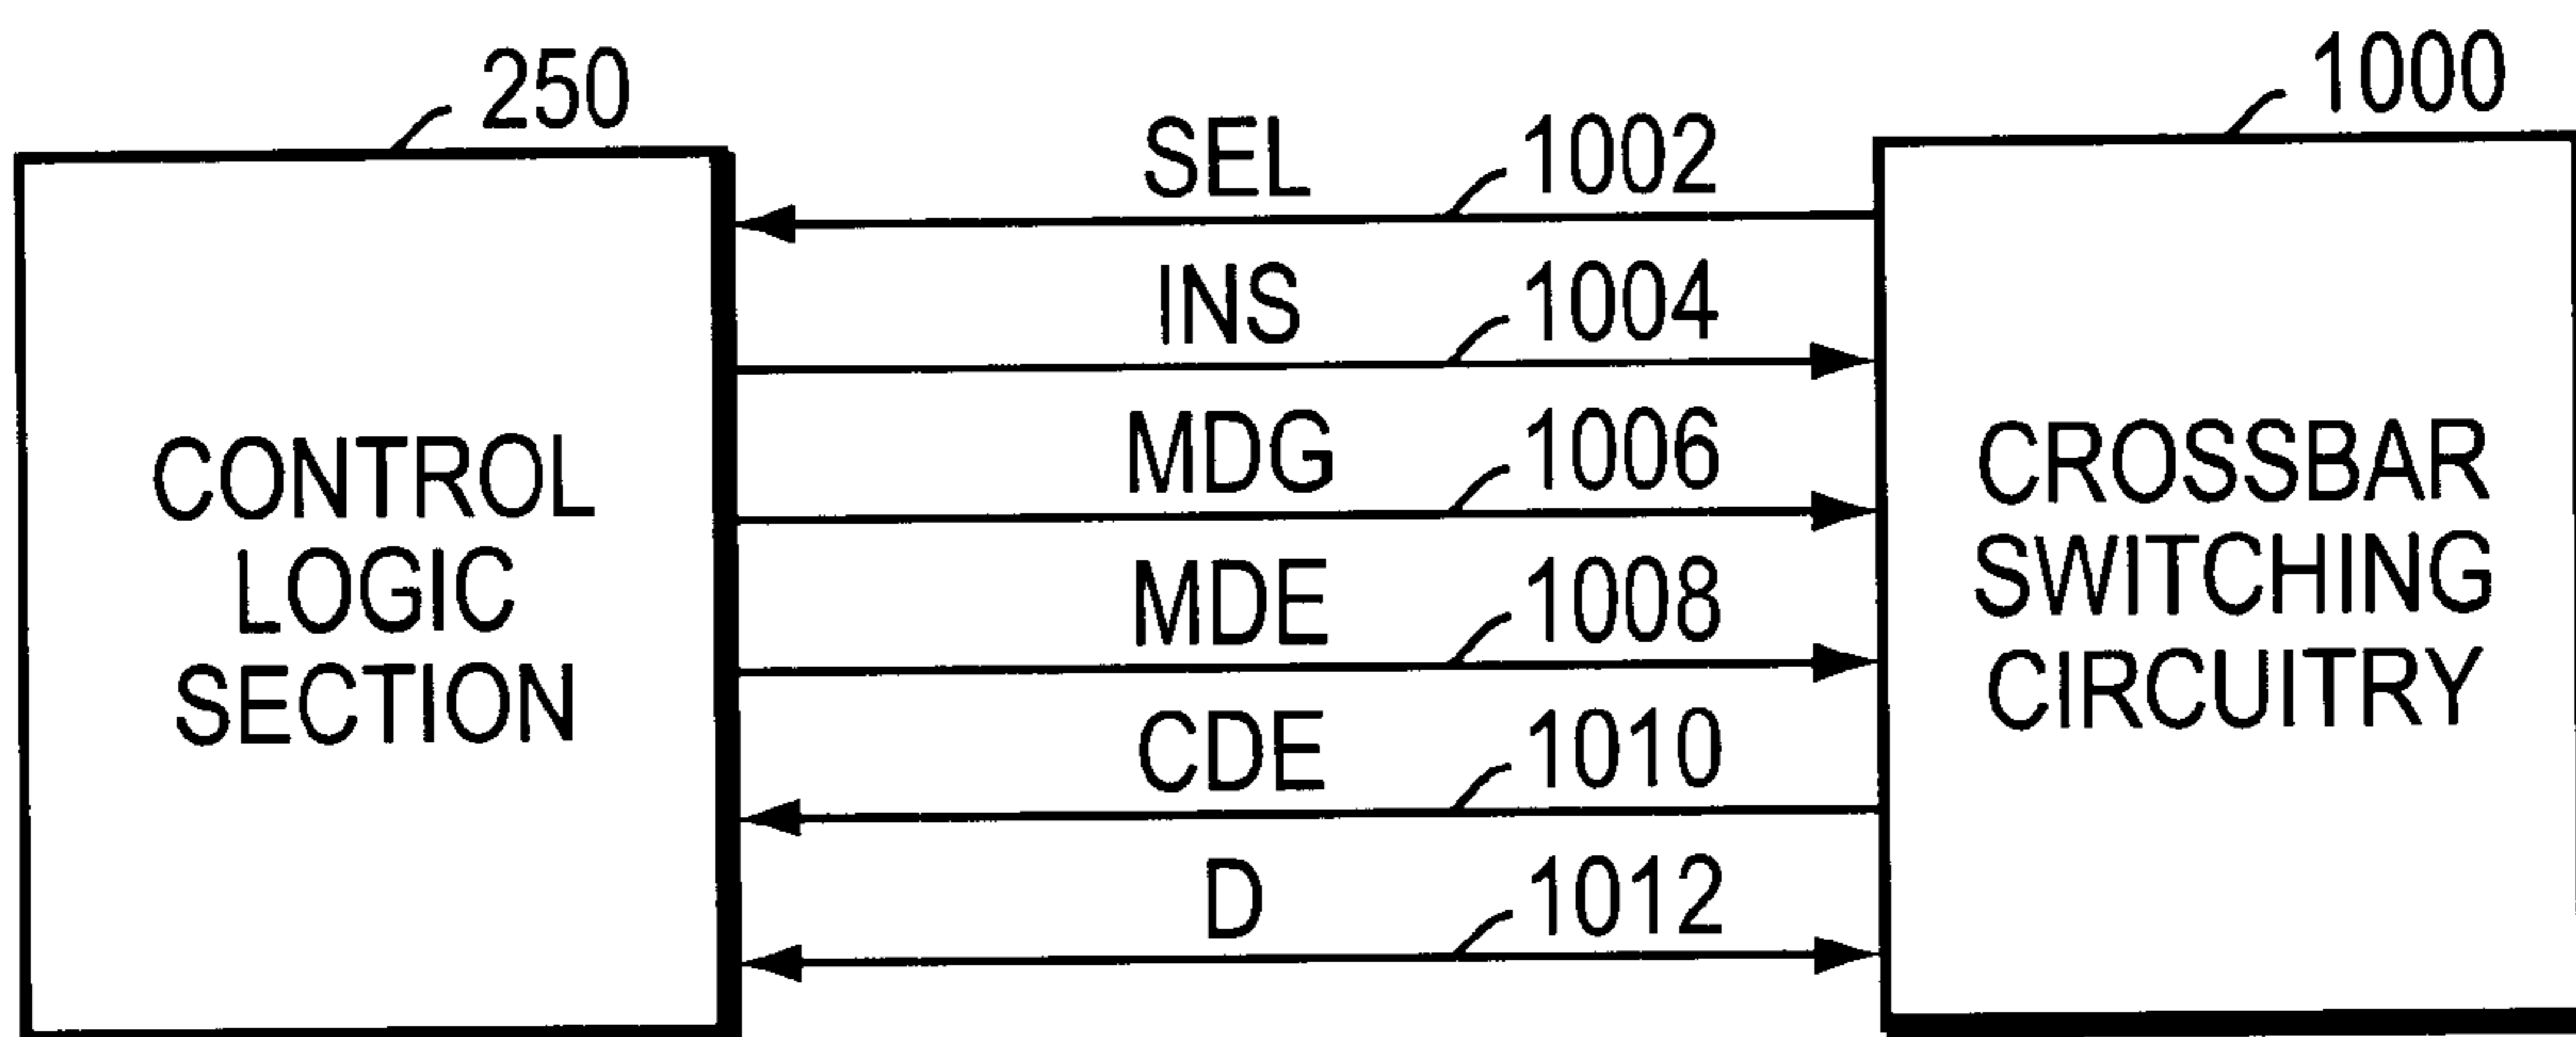 250
1000
SEL 1002
INS 1004
MDG 1006
MDE 1008
CDE 1010
D 1012
CONTROL
LOGIC
SECTION
CROSSBAR
SWITCHING
CIRCUITRY